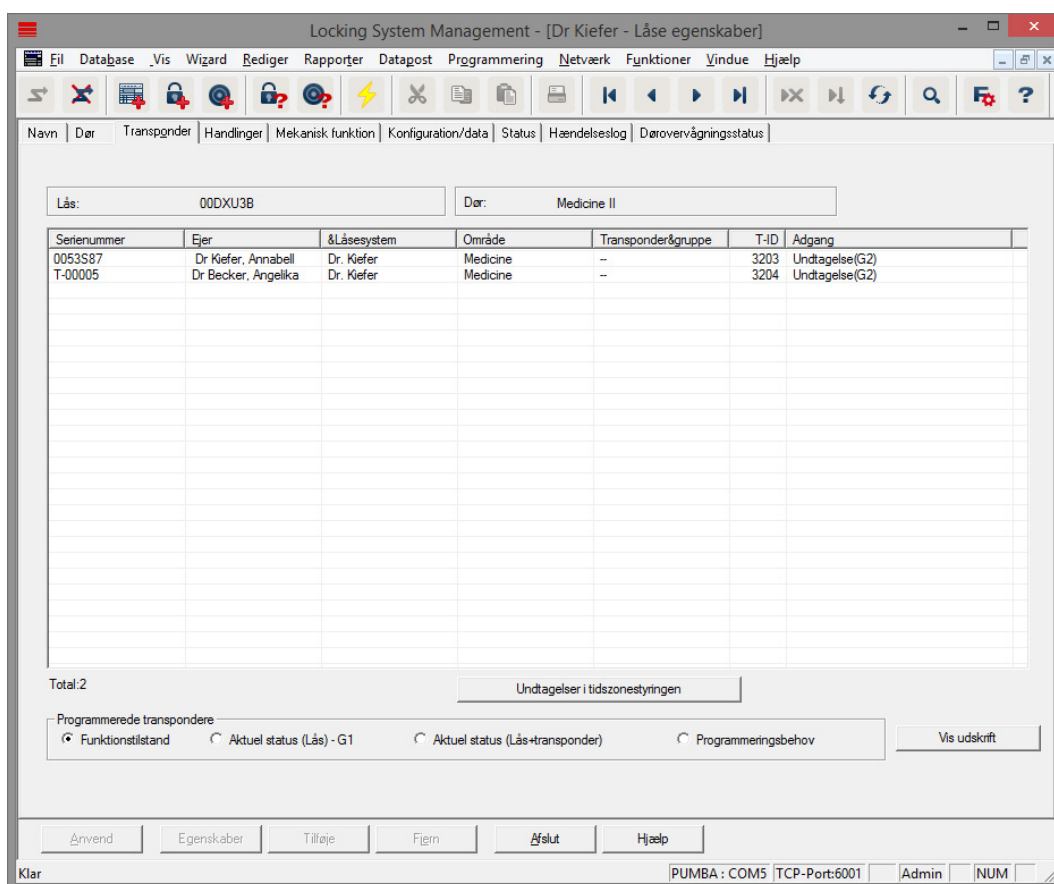 Locking System Management - [Dr Kiefer - Låse egenskaber]
Fil Database Vis Wizard Rediger Rapporter Datapost Programmering Netværk Funktioner Vindue Hjælp
Navn Dør Transponder Handlinger Mekanisk funktion Konfiguration/data Status Hændelseslog Dørovervågningsstatus
Lås: 00DXU3B Dør: Medicine II
Serienummer Ejer &Låsesystem Område Transponder&gruppe T-ID Adgang
0053S87 Dr Kiefer, Annabell Dr. Kiefer Medicine -- 3203 Undtagelse(G2)
T-00005 Dr Becker, Angelika Dr. Kiefer Medicine -- 3204 Undtagelse(G2)
Total:2
Undtagelser i tidszonestyringen
Programmerede transpondere
Funktionstilstand Aktuel status (Lås) - G1 Aktuel status (Lås+transponder) Programmeringsbehov
Vis udskrift
Anvend Egenskaber Tilføje Fjern Afslut Hjælp
Klar PUMBA : COM5 TCP-Port:6001 Admin NUM